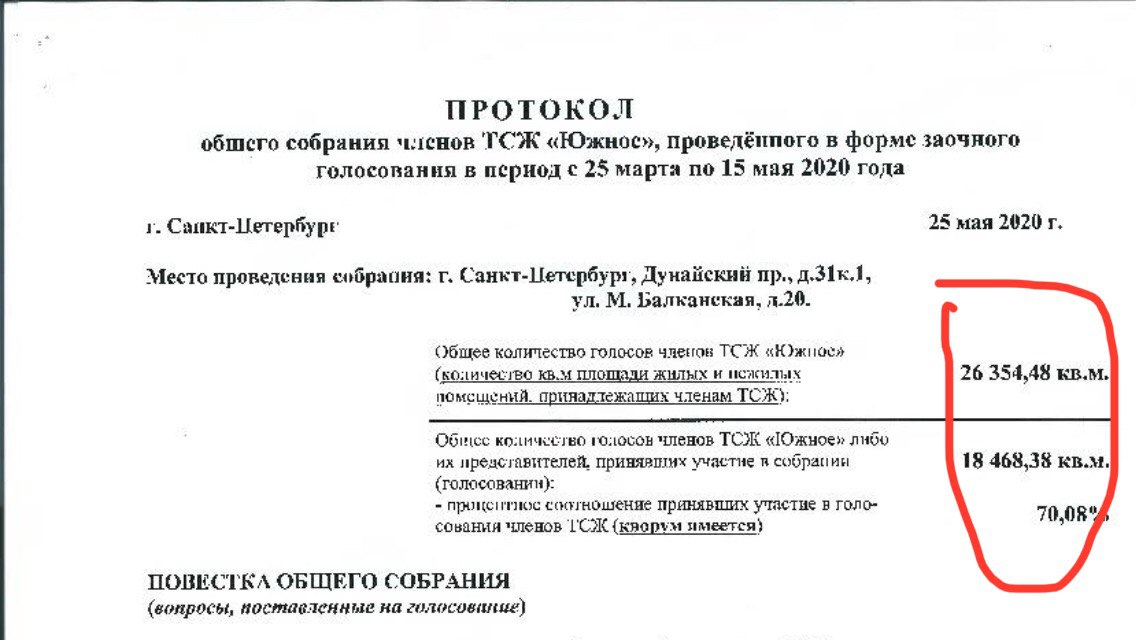 ПРОТОКОЛ
общего собрания членов ТСЖ «Южное», проведённого в форме заочного
голосования в период с 25 марта по 15 мая 2020 года
г. Санкт-Петербург
25 мая 2020 г.
Место проведения собрания: г. Санкт-Петербург, Дунайский пр., д.31к.1,
ул. М. Балканская, д.20.
Общее количество голосов членов ТСЖ «Южное»
(количество кв.м площади жилых и нежилых
помещений, принадлежащих членам ТСЖ):
26 354,48 кв.м.
Общее количество голосов членов ТСЖ «Южное» либо
их представителей, принявших участие в собрании
(голосовании):
18 468,38 кв.м.
- процентное соотношение принявших участие в голо-
сования членов ТСЖ (кворум имеется)
70,08%
ПОВЕСТКА ОБЩЕГО СОБРАНИЯ
(вопросы, поставленные на голосование)